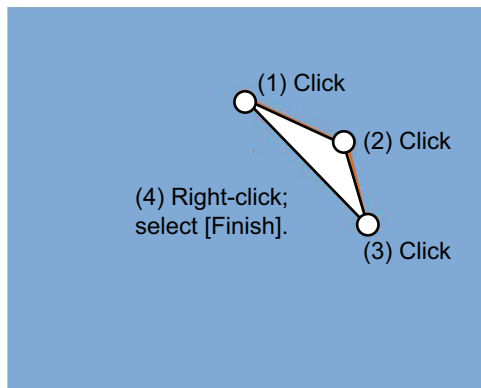 (1) Click
(2) Click
(4) Right-click;
select [Finish].
(3) Click